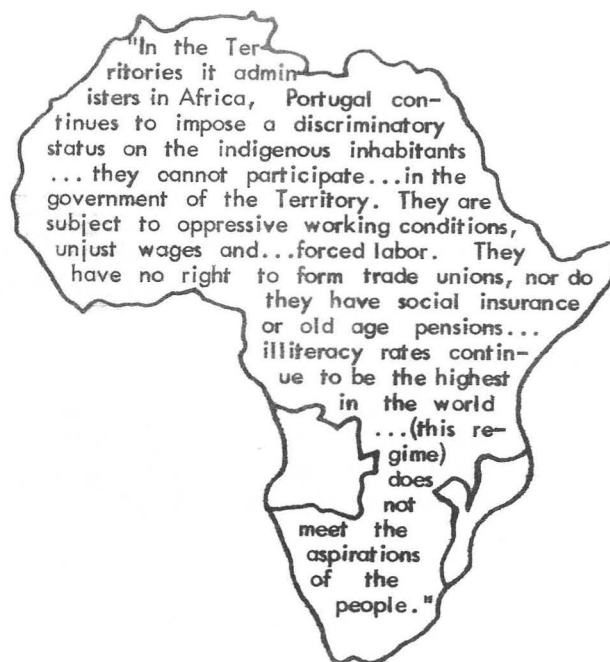 "In the Ter-
ritories it admin-
isters in Africa, Portugal con-
tinues to impose a discriminatory
status on the indigenous inhabitants
... they cannot participate...in the
government of the Territory. They are
subject to oppressive working conditions,
unjust wages and...forced labor. They
have no right to form trade unions, nor do
they have social insurance
or old age pensions...
illiteracy rates contin-
ue to be the highest
in the world
...(this re-
gime)
does
not
meet the
aspirations
of the
people."